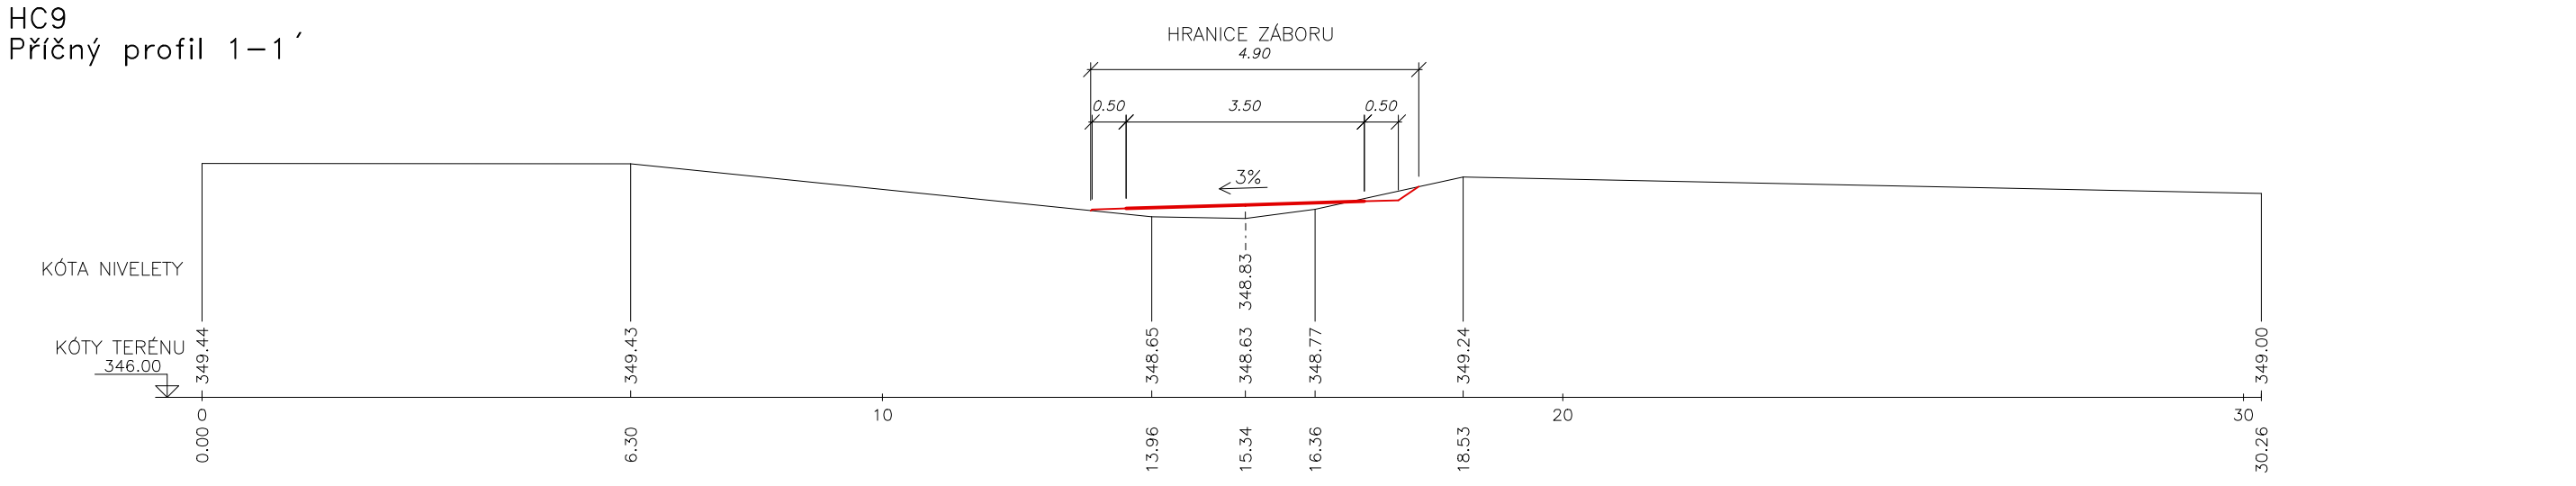 HC9
Příčný profil 1-1´
HRANICE ZÁBORU
4.90
0.50 3.50 0.50
3%
KÓTA NIVELETY
348.83
KÓTY TERÉNU
346.00
349.44 349.43 348.65 348.63 348.77 349.24 349.00
0 10 20 30
0.00 6.30 13.96 15.34 16.36 18.53 30.26